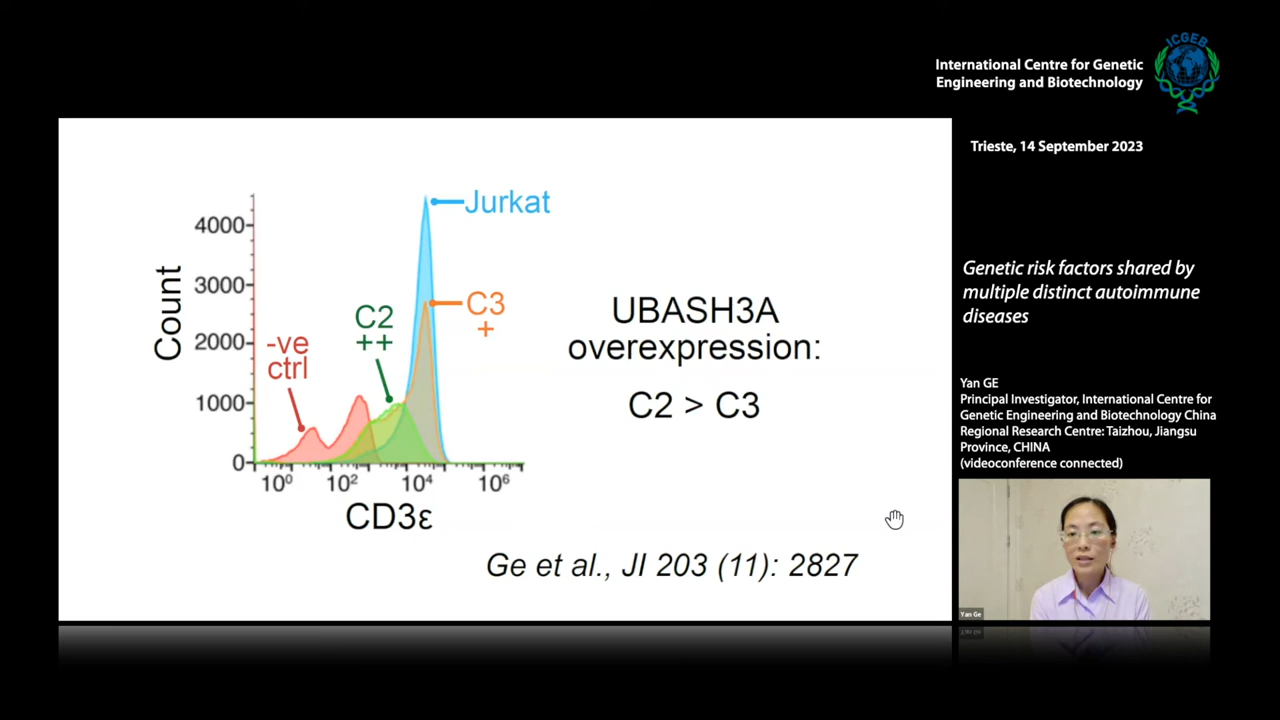 International Centre for Genetic
Engineering and Biotechnology
ICGEB
Trieste, 14 September 2023
Genetic risk factors shared by
multiple distinct autoimmune
diseases
Yan GE
Principal Investigator, International Centre for
Genetic Engineering and Biotechnology China
Regional Research Centre: Taizhou, Jiangsu
Province, CHINA
(videoconference connected)
Yan Ge
Jurkat
4000
3000
2000
1000
0
Count
C3
+
C2
++
-ve
ctrl
10⁰ 10² 10⁴ 10⁶
CD3ε
UBASH3A
overexpression:
C2 > C3
Ge et al., JI 203 (11): 2827